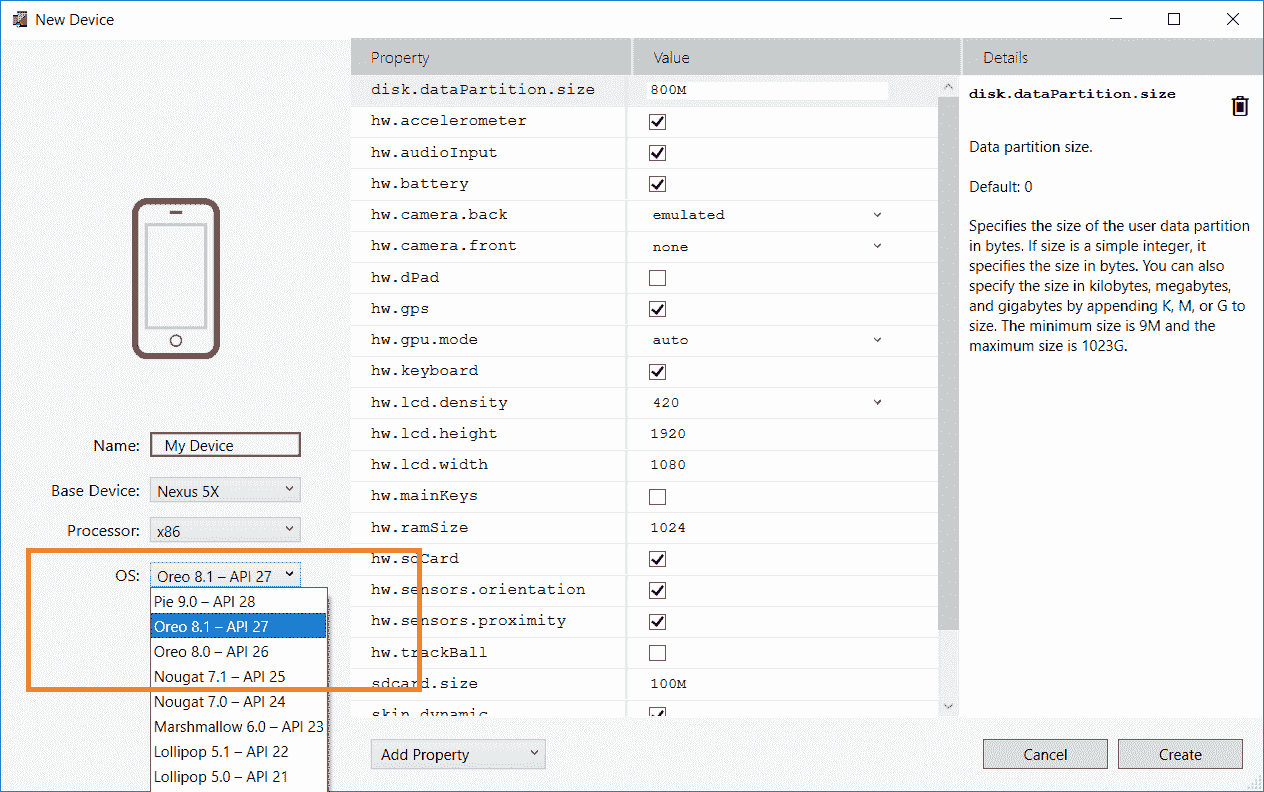 New Device
Property Value Details
disk.dataPartition.size 800M
hw.accelerometer
hw.audioInput
hw.battery
hw.camera.back emulated
hw.camera.front none
hw.dPad
hw.gps
hw.gpu.mode auto
hw.keyboard
hw.lcd.density 420
hw.lcd.height 1920
hw.lcd.width 1080
hw.mainKeys
hw.ramSize 1024
hw.sdCard
hw.sensors.orientation
hw.sensors.proximity
hw.trackBall
sdcard.size 100M
skin.dynamic
disk.dataPartition.size
Data partition size.
Default: 0
Specifies the size of the user data partition
in bytes. If size is a simple integer, it
specifies the size in bytes. You can also
specify the size in kilobytes, megabytes,
and gigabytes by appending K, M, or G to
size. The minimum size is 9M and the
maximum size is 1023G.
Name: My Device
Base Device: Nexus 5X
Processor: x86
OS: Oreo 8.1 – API 27
Pie 9.0 – API 28
Oreo 8.1 – API 27
Oreo 8.0 – API 26
Nougat 7.1 – API 25
Nougat 7.0 – API 24
Marshmallow 6.0 – API 23
Lollipop 5.1 – API 22
Lollipop 5.0 – API 21
Add Property
Cancel Create